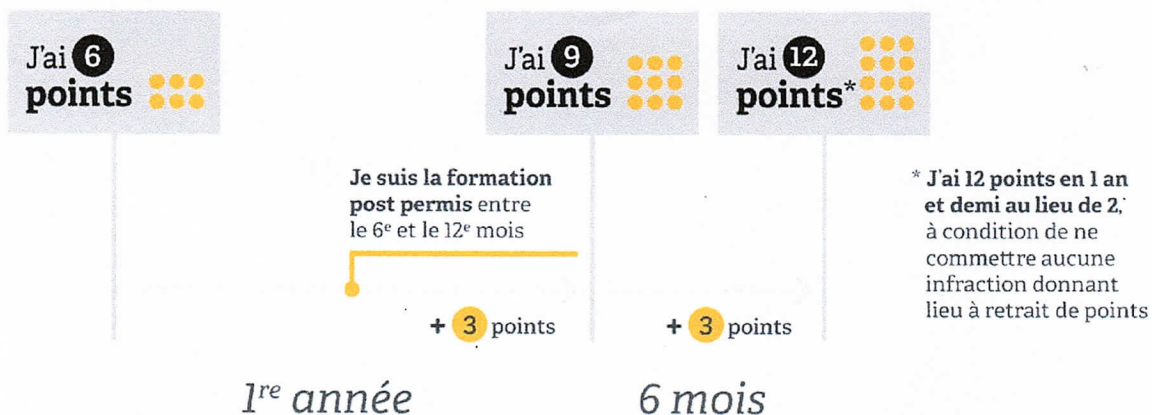 J'ai 6
points
J'ai 9
points
J'ai 12
points*
Je suis la formation
post permis entre
le 6e et le 12e mois
* J'ai 12 points en 1 an
et demi au lieu de 2,
à condition de ne
commettre aucune
infraction donnant
lieu à retrait de points
+ 3 points
+ 3 points
1re année
6 mois